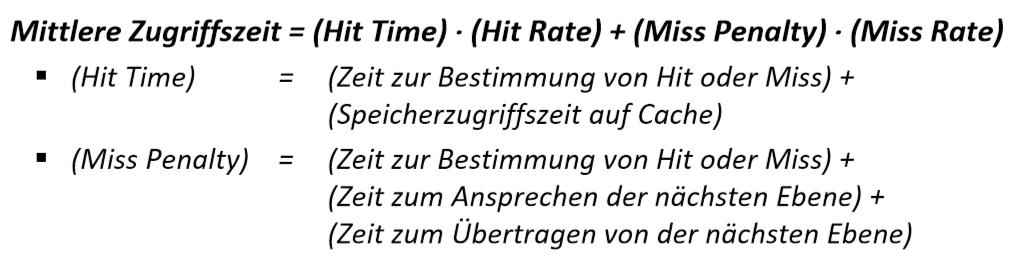 Mittlere Zugriffszeit = (Hit Time) · (Hit Rate) + (Miss Penalty) · (Miss Rate)
▪ (Hit Time) = (Zeit zur Bestimmung von Hit oder Miss) +
(Speicherzugriffszeit auf Cache)
▪ (Miss Penalty) = (Zeit zur Bestimmung von Hit oder Miss) +
(Zeit zum Ansprechen der nächsten Ebene) +
(Zeit zum Übertragen von der nächsten Ebene)